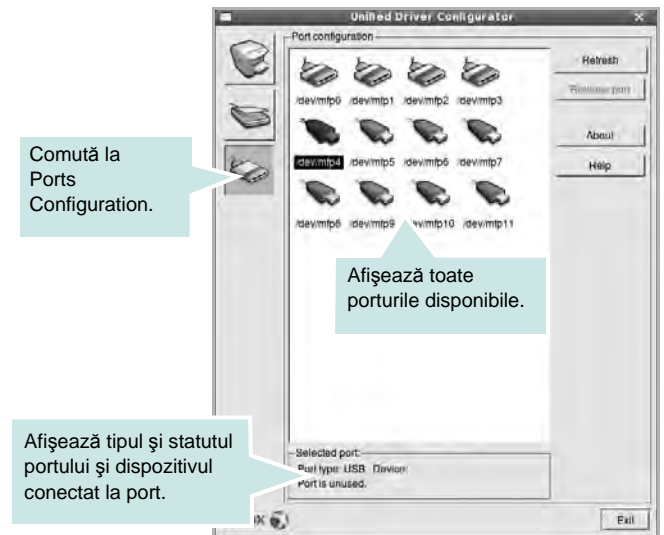 Unified Driver Configurator
Port configuration
Refresh
Remove port
About
Help
/dev/mfp0 /dev/mfp1 /dev/mfp2 /dev/mfp3
/dev/mfp4 /dev/mfp5 /dev/mfp6 /dev/mfp7
/dev/mfp8 /dev/mfp9 /dev/mfp10 /dev/mfp11
Comută la
Ports
Configuration.
Afişează toate
porturile disponibile.
Afişează tipul şi statutul
portului şi dispozitivul
conectat la port.
Selected port:
Port type: USB Device:
Port is unused.
Exit